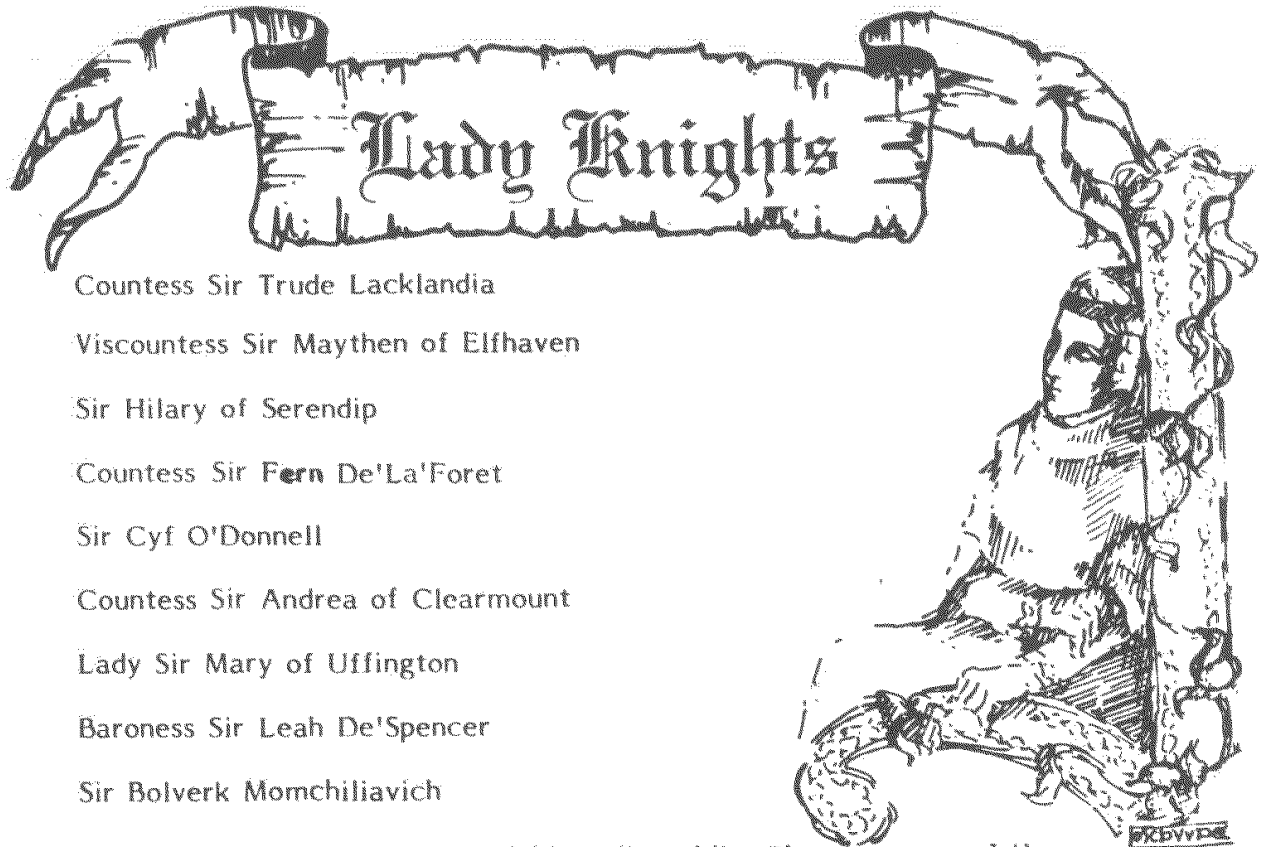 Lady Knights
Countess Sir Trude Lacklandia
Viscountess Sir Maythen of Elfhaven
Sir Hilary of Serendip
Countess Sir Fern De'La'Foret
Sir Cyf O'Donnell
Countess Sir Andrea of Clearmount
Lady Sir Mary of Uffington
Baroness Sir Leah De'Spencer
Sir Bolverk Momchiliavich